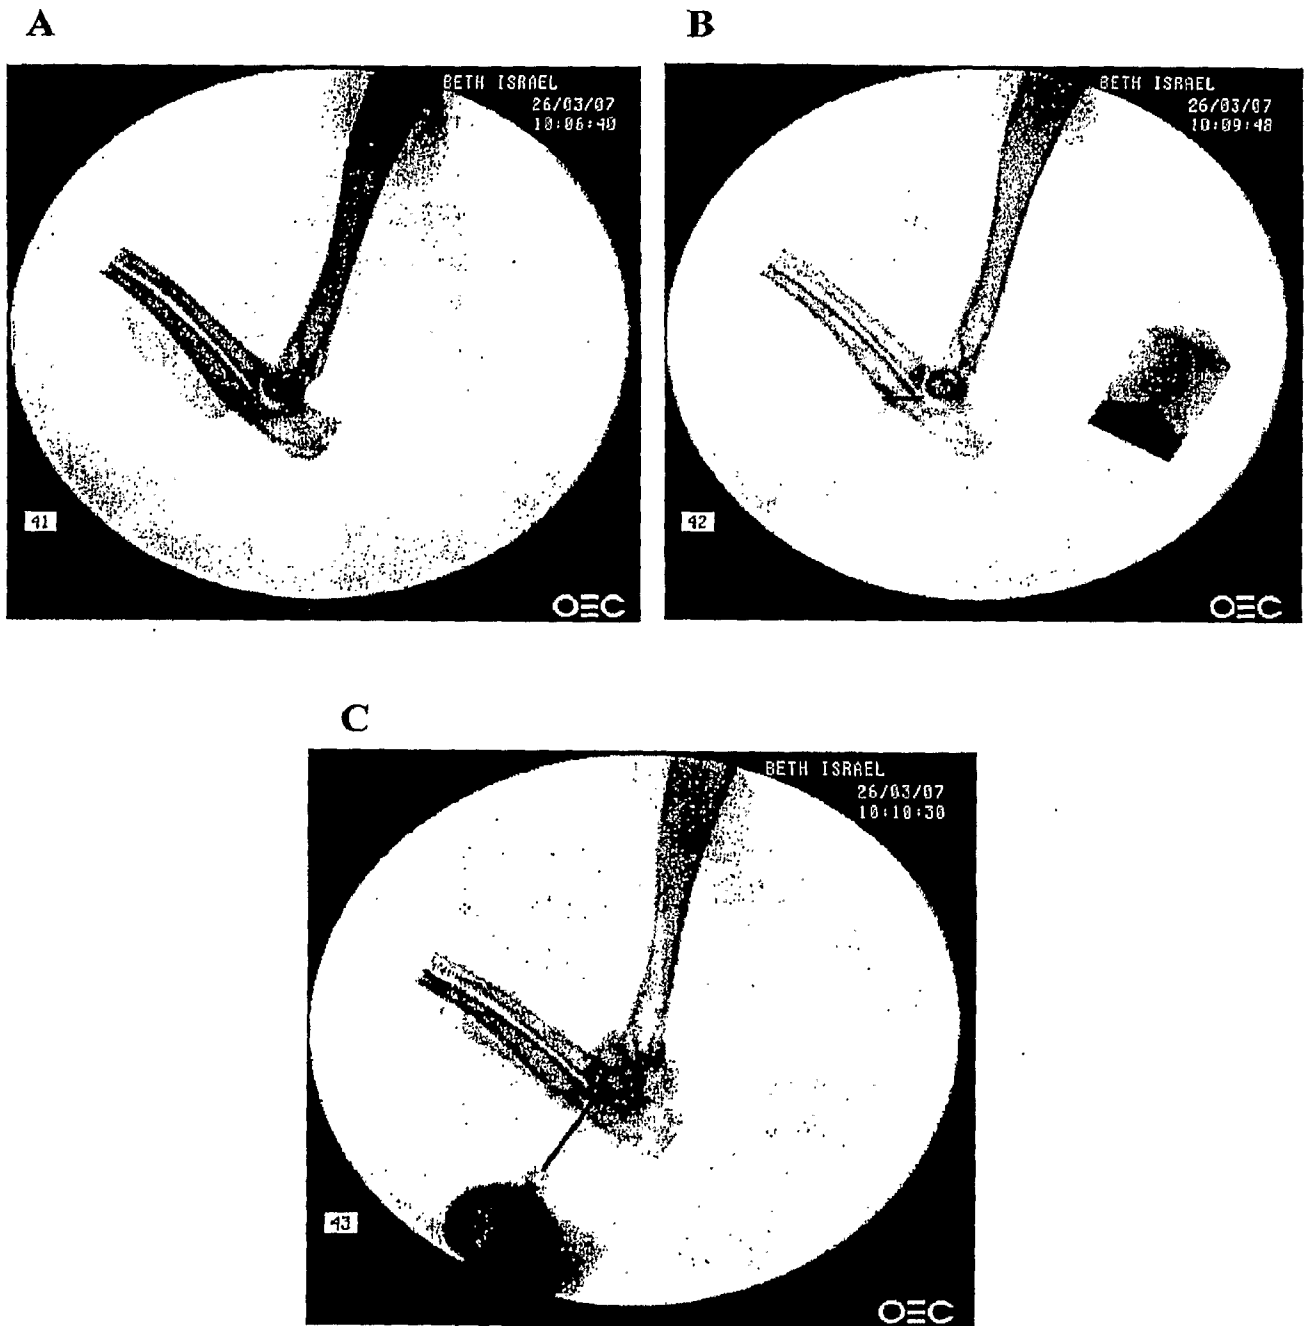 A
BETH ISRAEL
26/03/07
10:06:40
41
OEC
B
BETH ISRAEL
26/03/07
10:09:48
42
OEC
C
BETH ISRAEL
26/03/07
10:10:30
43
OEC